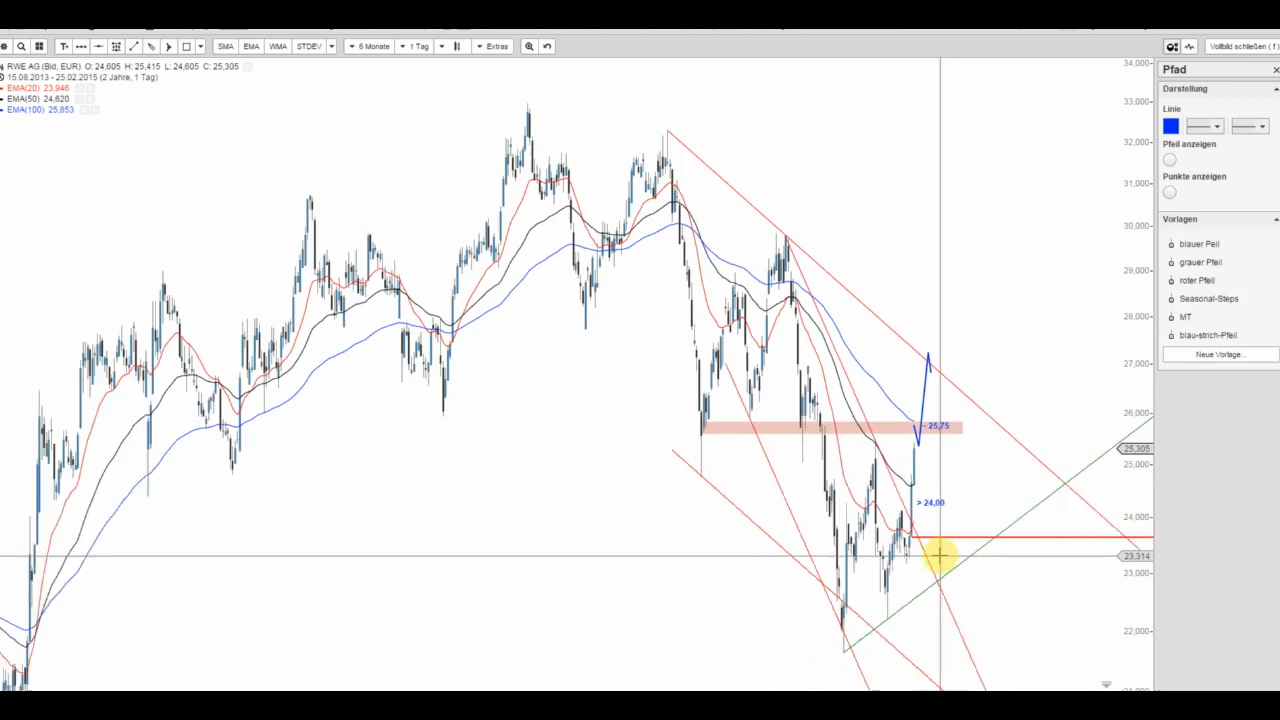 T
SMA EMA WMA STDEV 6 Monate 1 Tag Extras Vollbild schließen ( f )
RWE AG (Bid, EUR) O: 24,605 H: 25,415 L: 24,605 C: 25,305
15.08.2013 - 25.02.2015 (2 Jahre, 1 Tag)
EMA(20) 23,946
EMA(50) 24,620
EMA(100) 25,853
34,000
33,000
32,000
31,000
30,000
29,000
28,000
27,000
26,000
25,75
25,305
25,000
> 24,00
24,000
23,314
23,000
22,000
21,000
Pfad
Darstellung
Linie
Pfeil anzeigen
Punkte anzeigen
Vorlagen
blauer Peil
grauer Pfeil
roter Pfeil
Seasonal-Steps
MT
blau-strich-Pfeil
Neue Vorlage...